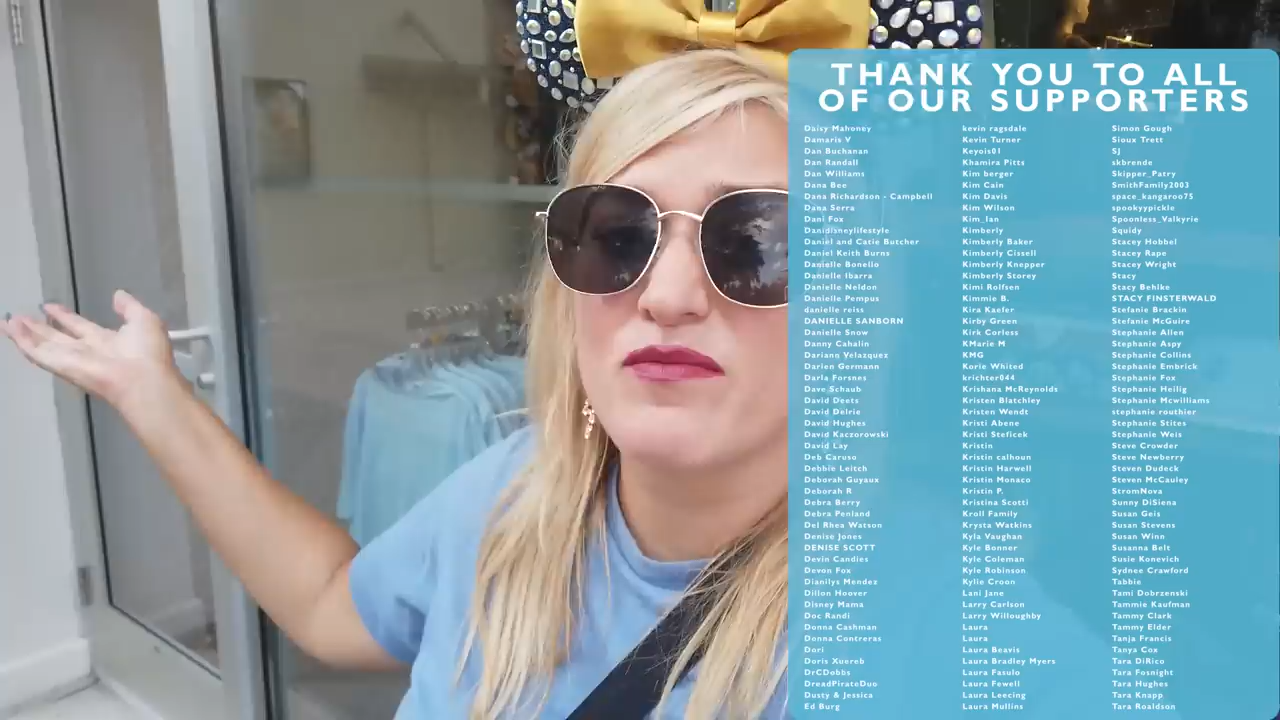 THANK YOU TO ALL
OF OUR SUPPORTERS
Daisy Mahoney
Damaris V
Dan Buchanan
Dan Randall
Dan Williams
Dana Bee
Dana Richardson - Campbell
Dana Serra
Dani Fox
Danidisneylifestyle
Daniel and Catie Butcher
Daniel Keith Burns
Danielle Bonello
Danielle Ibarra
Danielle Neldon
Danielle Pempus
danielle reiss
DANIELLE SANBORN
Danielle Snow
Danny Cahalin
Dariano Velazquez
Darien Germann
Darla Forsnes
Dave Schaub
David Deets
David Delrie
David Hughes
David Kaczorowski
David Lay
Deb Caruso
Debbie Leitch
Deborah Guyaux
Deborah R
Debra Berry
Debra Penland
Del Rhea Watson
Denise Jones
DENISE SCOTT
Devin Candies
Devon Fox
Dianilys Mendez
Dillon Hoover
Disney Mama
Doc Randi
Donna Cashman
Donna Contreras
Dori
Doris Xuereb
DrCDobbs
DreadPirateDuo
Dusty & Jessica
Ed Burg
kevin ragsdale
Kevin Turner
Keyois01
Khamira Pitts
Kim berger
Kim Cain
Kim Davis
Kim Wilson
Kim_Ian
Kimberly
Kimberly Baker
Kimberly Cissell
Kimberly Knepper
Kimberly Storey
Kimi Rolfsen
Kimmie B.
Kira Kaefer
Kirby Green
Kirk Corless
KMarie M
KMG
Korie Whited
krichter044
Krishana McReynolds
Kristen Blatchley
Kristen Wendt
Kristi Abene
Kristi Steficek
Kristin
Kristin calhoun
Kristin Harwell
Kristin Monaco
Kristin P.
Kristina Scotti
Kroll Family
Krysta Watkins
Kyla Vaughan
Kyle Bonner
Kyle Coleman
Kyle Robinson
Kylie Croon
Lani Jane
Larry Carlson
Larry Willoughby
Laura
Laura
Laura Beavis
Laura Bradley Myers
Laura Fasulo
Laura Fewell
Laura Leecing
Laura Mullins
Simon Gough
Sioux Trett
SJ
skbrende
Skipper_Patry
SmithFamily2003
space_kangaroo75
spookyypickle
Spoonless_Valkyrie
Squidy
Stacey Hobbel
Stacey Rape
Stacey Wright
Stacy
Stacy Behlke
STACY FINSTERWALD
Stefanie Brackin
Stefanie McGuire
Stephanie Allen
Stephanie Aspy
Stephanie Collins
Stephanie Embrick
Stephanie Fox
Stephanie Heilig
Stephanie Mcwilliams
stephanie routhier
Stephanie Stites
Stephanie Weis
Steve Crowder
Steve Newberry
Steven Dudeck
Steven McCauley
StromNova
Sunny DiSiena
Susan Geis
Susan Stevens
Susan Winn
Susanna Belt
Susie Konevich
Sydnee Crawford
Tabbie
Tami Dobrzenski
Tammie Kaufman
Tammy Clark
Tammy Elder
Tanja Francis
Tanya Cox
Tara DiRico
Tara Fosnight
Tara Hughes
Tara Knapp
Tara Roaldson